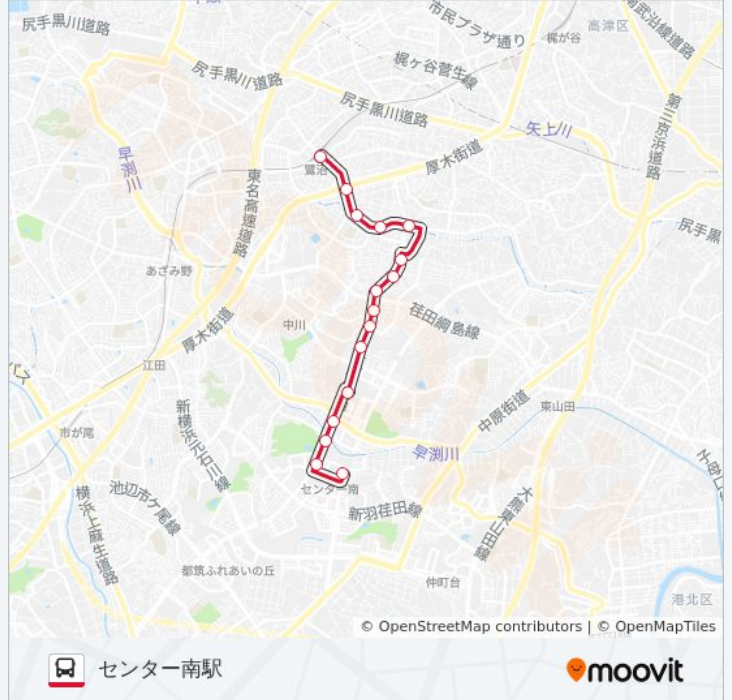 尻手黒川道路
市民プラザ通り
高津区
南武沿線道路
梶が谷
梶ヶ谷菅生線
尻手黒川道路
尻手黒川道路
第三京浜道路
矢上川
厚木街道
早渕川
鷺沼
東名高速道路
尻手黒
あざみ野
荏田綱島線
中川
厚木街道
江田
中原街道
東山田
新横浜元石川線
市が尾
早渕川
センター南
横浜上麻生道路
池辺市ケ尾線
新羽荏田線
大熊東山田線
都筑ふれあいの丘
仲町台
港北区
© OpenStreetMap contributors | © OpenMapTiles
センター南駅
moovit